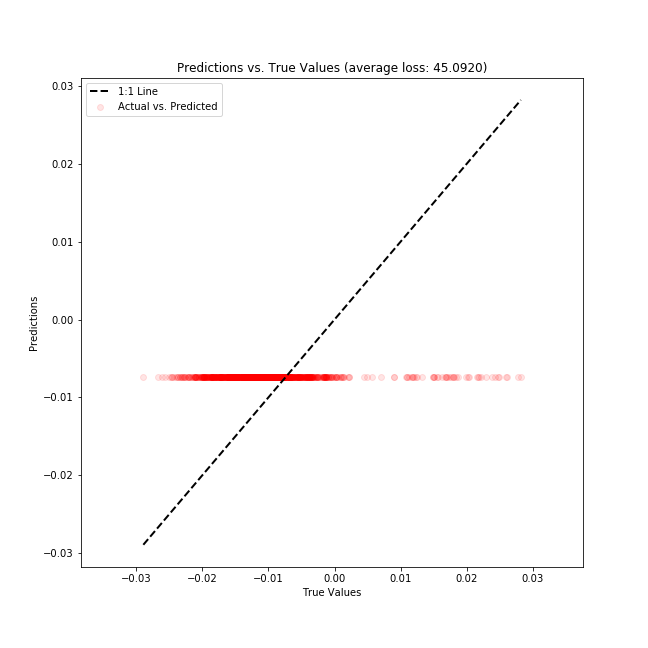 Predictions vs. True Values (average loss: 45.0920)
1:1 Line
Actual vs. Predicted
0.03
0.02
0.01
0.00
−0.01
−0.02
−0.03
Predictions
−0.03 −0.02 −0.01 0.00 0.01 0.02 0.03
True Values